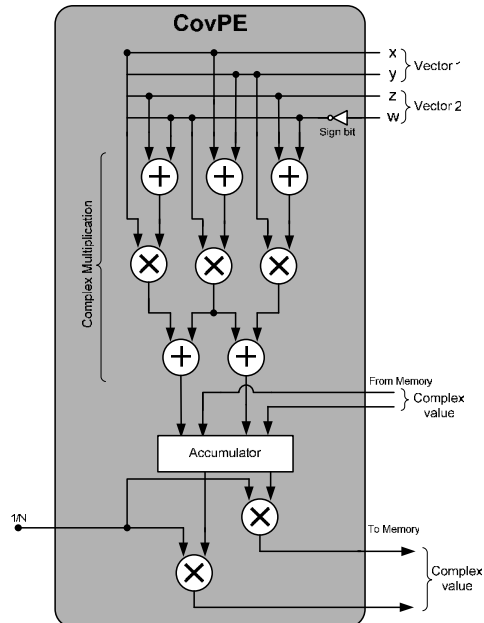 CovPE
x
y
Vector 1
z
w
Vector 2
Sign bit
Complex Multiplication
From Memory
Complex
value
Accumulator
1/N
To Memory
Complex
value